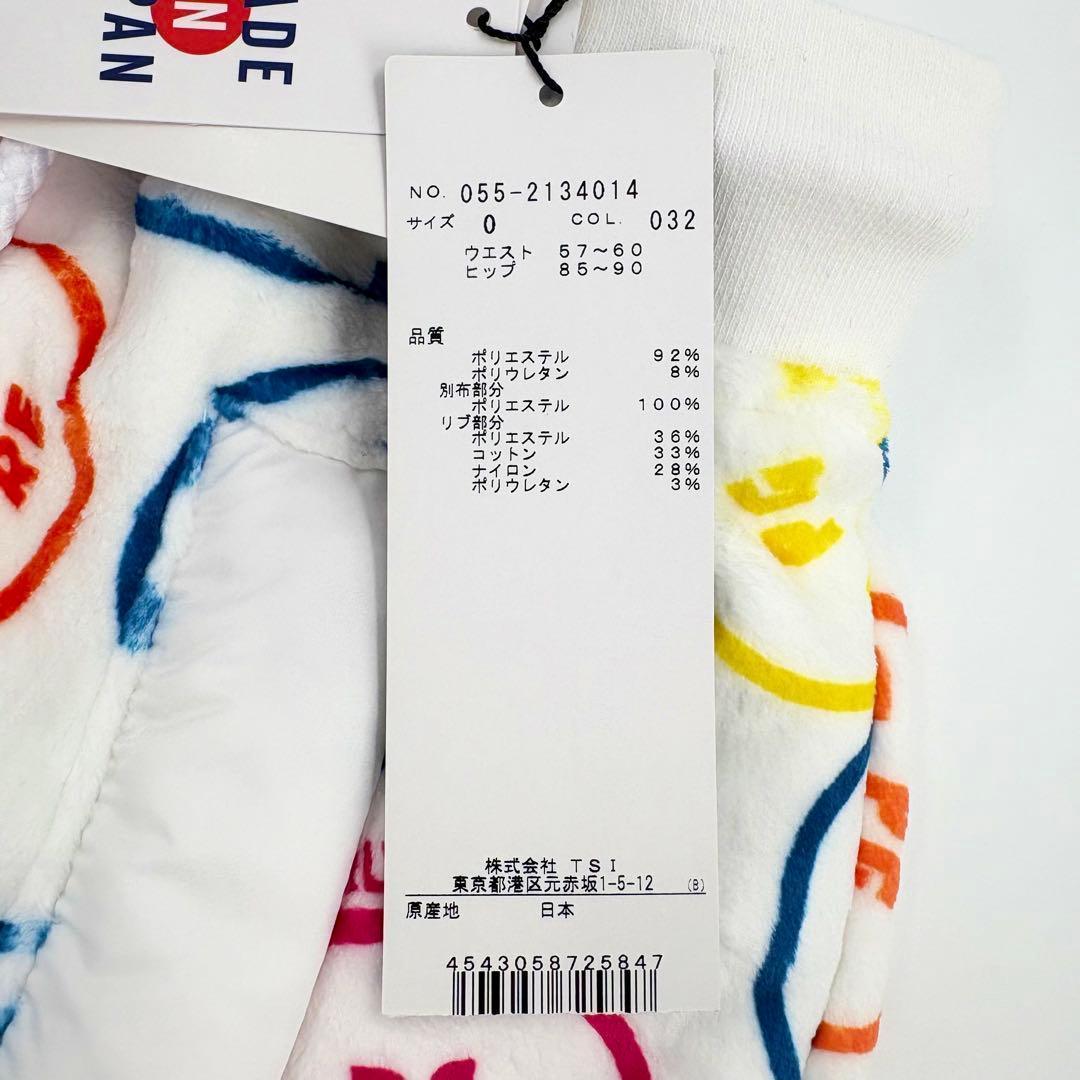 MADE
IN
JAPAN
NO. 055-2134014
サイズ 0 COL. 032
ウエスト 57～60
ヒップ 85～90
品質
ポリエステル 92%
ポリウレタン 8%
別布部分
ポリエステル 100%
リブ部分
ポリエステル 36%
コットン 33%
ナイロン 28%
ポリウレタン 3%
株式会社 TSI
東京都港区元赤坂1-5-12 (B)
原産地 日本
4543058725847